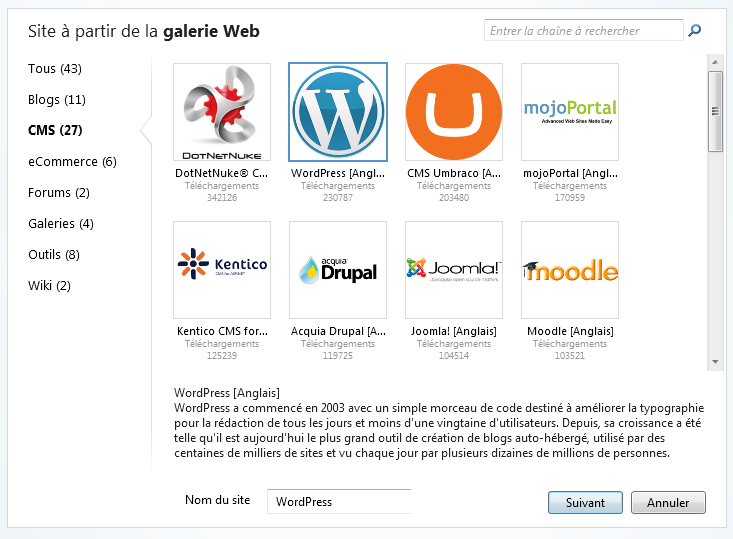 Site à partir de la galerie Web
Entrer la chaîne à rechercher
Tous (43)
Blogs (11)
CMS (27)
eCommerce (6)
Forums (2)
Galeries (4)
Outils (8)
Wiki (2)
DOTNETNUKE
mojoPortal
Advanced Web Sites Made Easy
DotNetNuke® C...
WordPress [Angl...
CMS Umbraco [A...
mojoPortal [Angl...
Téléchargements
Téléchargements
Téléchargements
Téléchargements
342126
230787
203480
170959
Kentico
CMS for ASP.NET
acquia
Drupal
Joomla!
...because open source matters
moodle
Kentico CMS for...
Acquia Drupal [A...
Joomla! [Anglais]
Moodle [Anglais]
Téléchargements
Téléchargements
Téléchargements
Téléchargements
125239
119725
104514
103521
WordPress [Anglais]
WordPress a commencé en 2003 avec un simple morceau de code destiné à améliorer la typographie
pour la rédaction de tous les jours et moins d'une vingtaine d'utilisateurs. Depuis, sa croissance a été
telle qu'il est aujourd'hui le plus grand outil de création de blogs auto-hébergé, utilisé par des
centaines de milliers de sites et vu chaque jour par plusieurs dizaines de millions de personnes.
Nom du site
WordPress
Suivant
Annuler